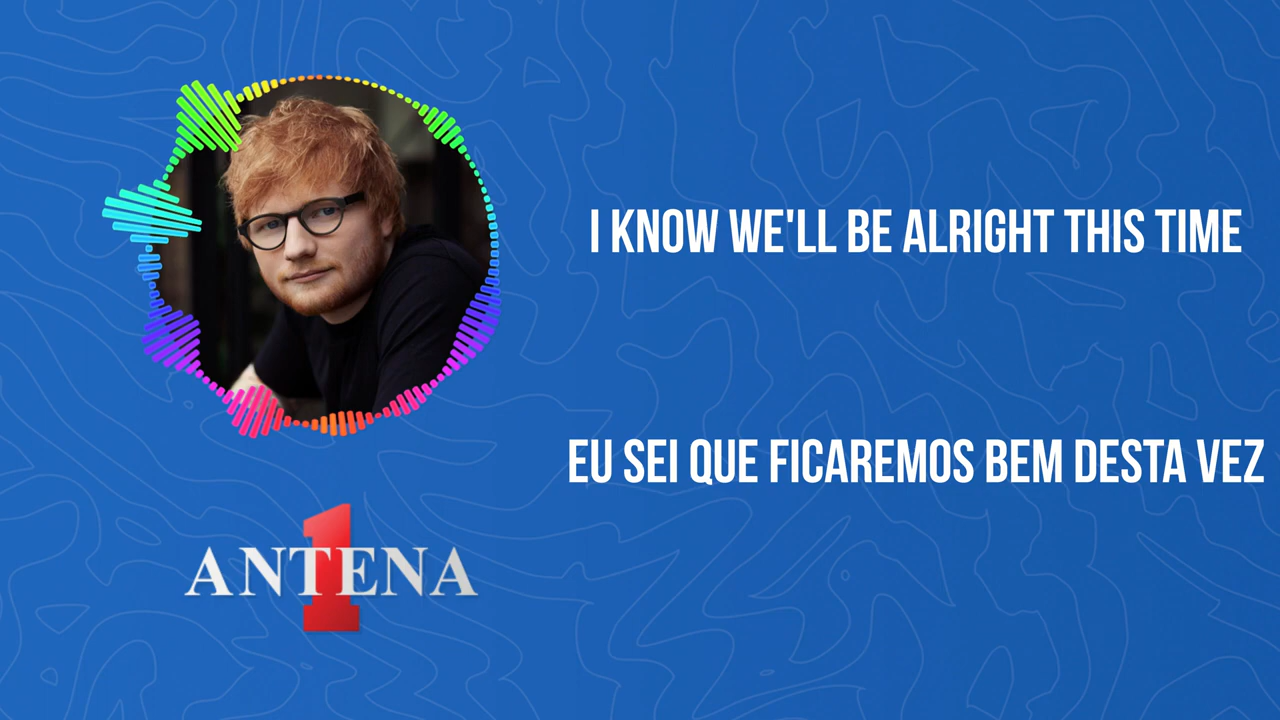 I KNOW WE'LL BE ALRIGHT THIS TIME
EU SEI QUE FICAREMOS BEM DESTA VEZ
ANTENA 1